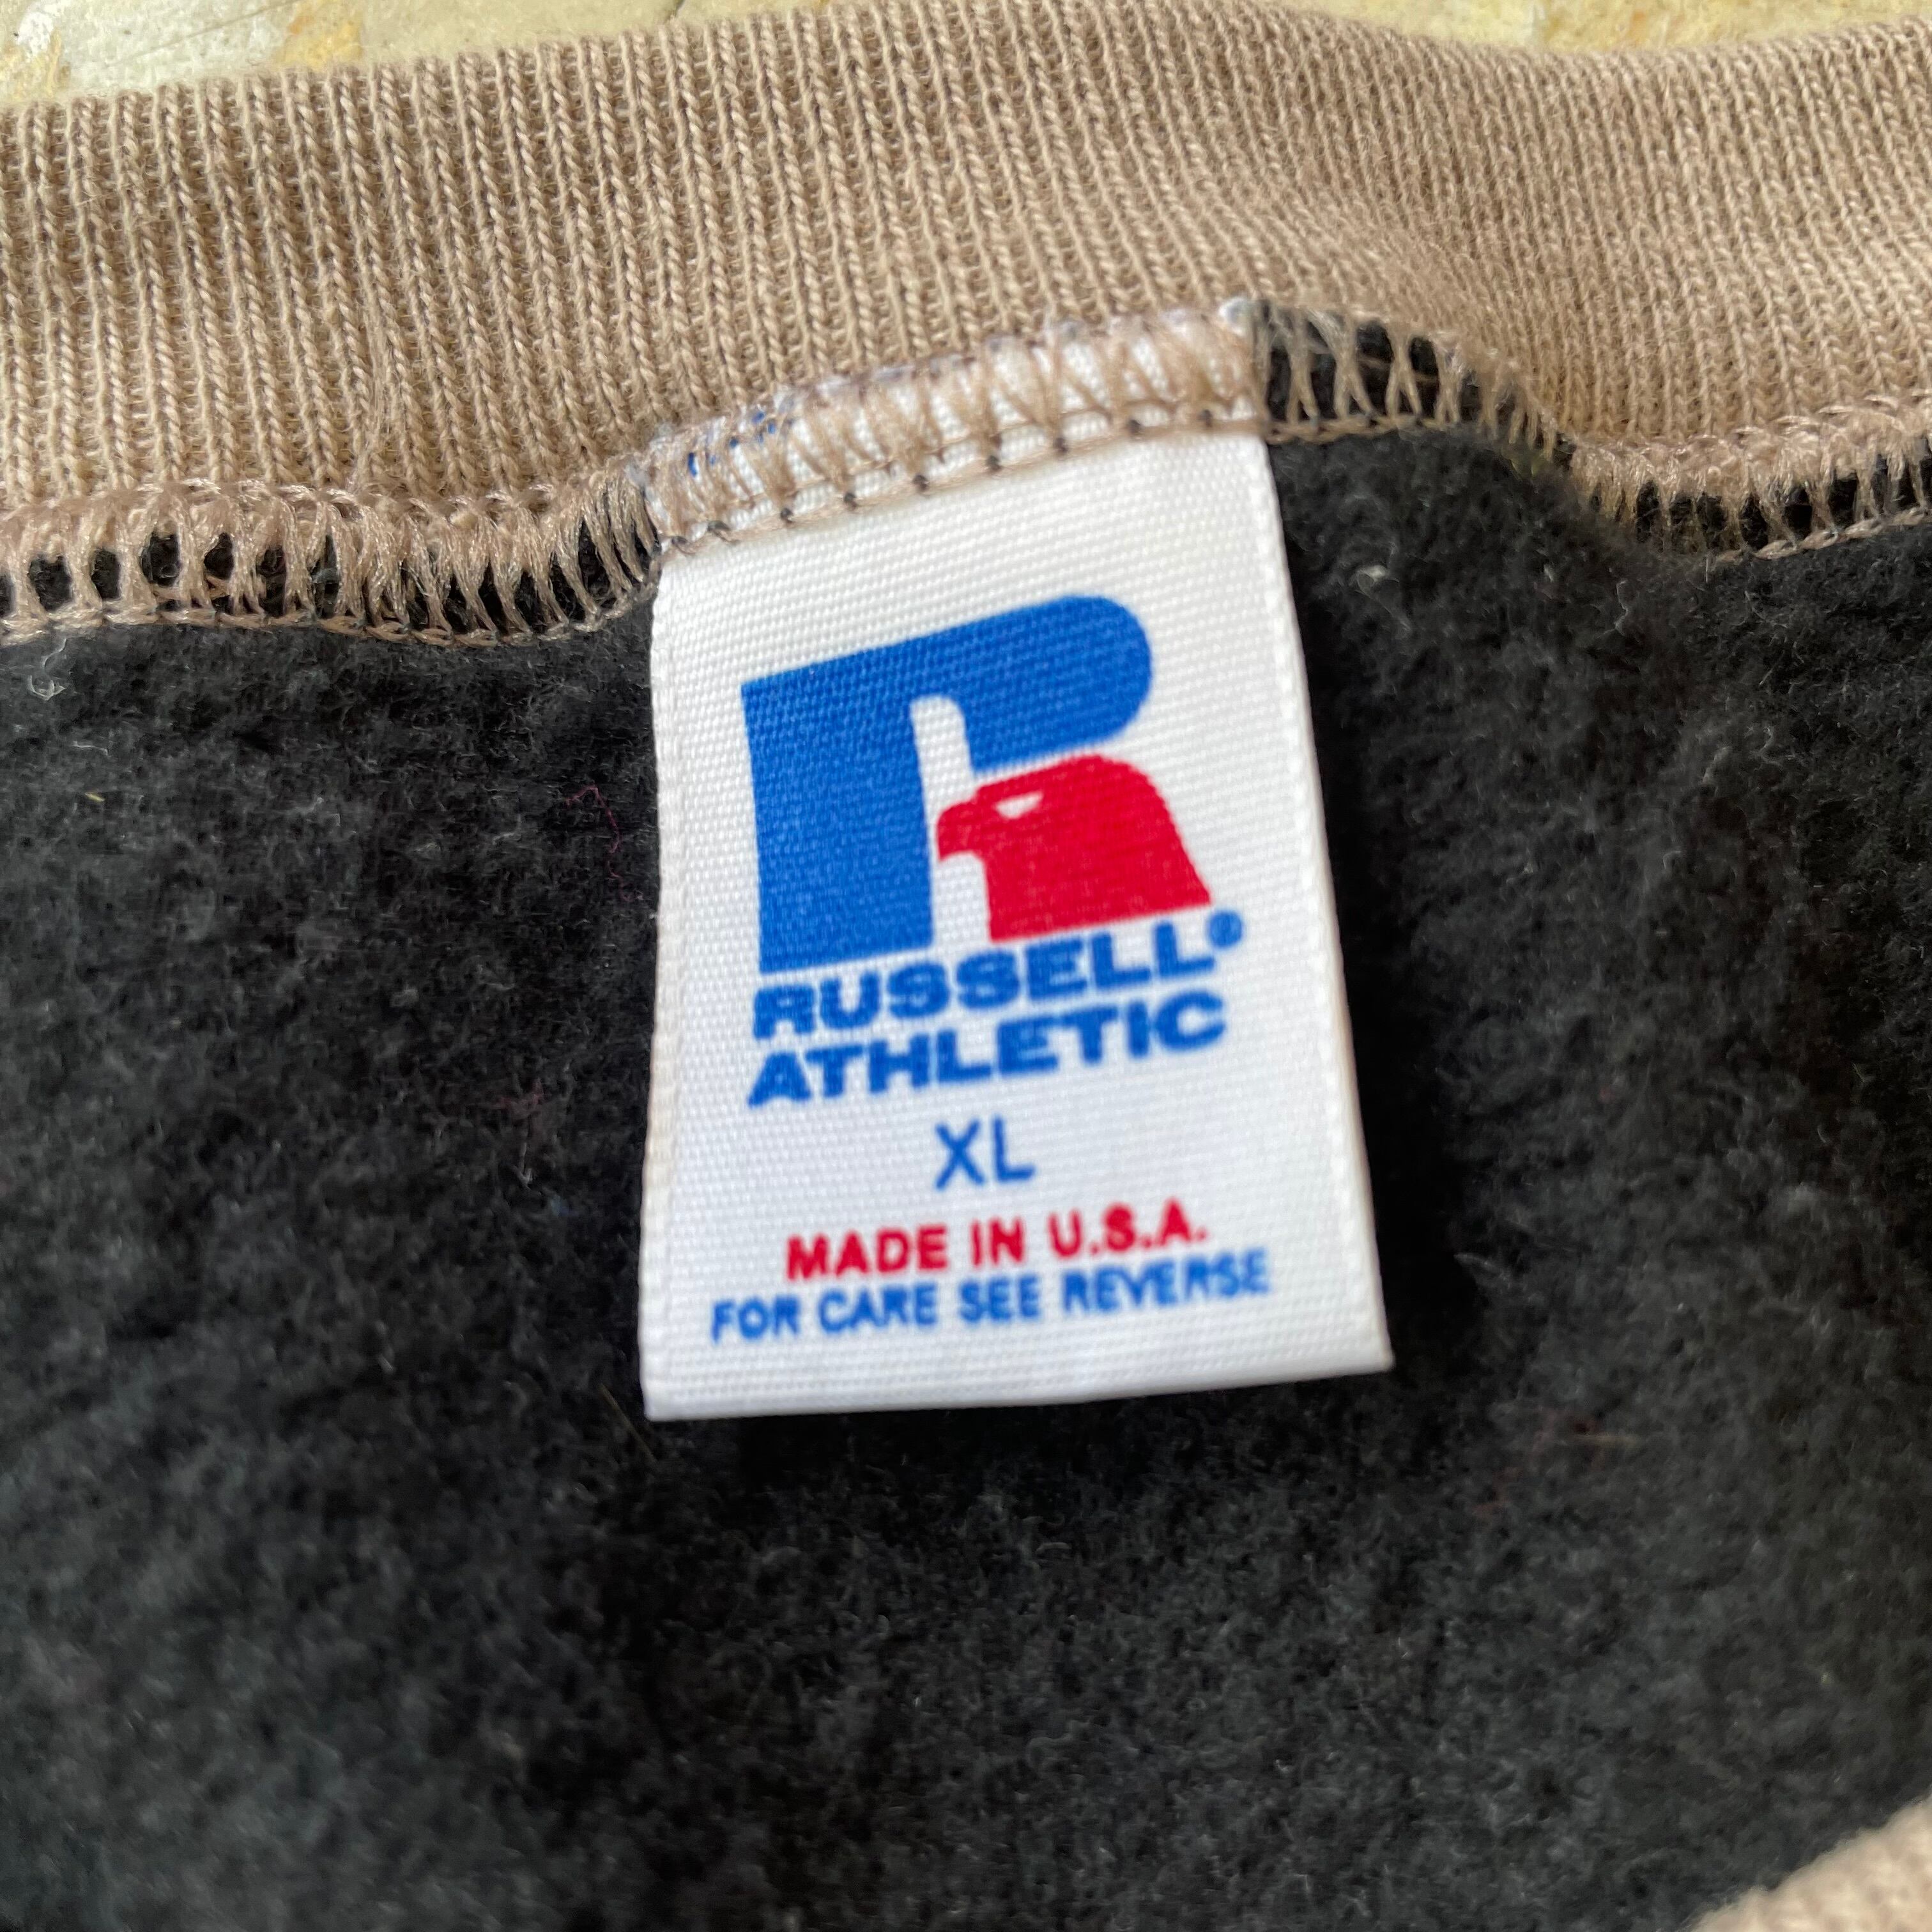 RUSSELL®
ATHLETIC
XL
MADE IN U.S.A.
FOR CARE SEE REVERSE